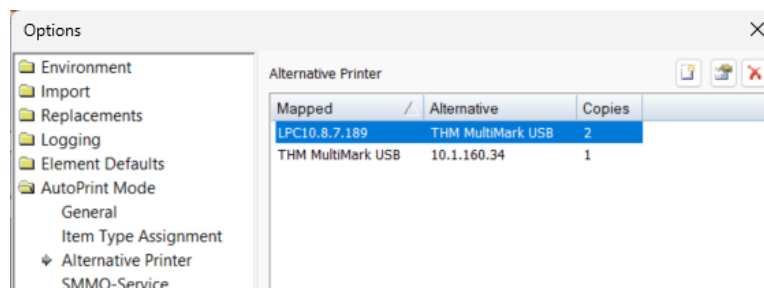 Options
Environment
Import
Replacements
Logging
Element Defaults
AutoPrint Mode
General
Item Type Assignment
Alternative Printer
SMMO-Service
Alternative Printer
Mapped Alternative Copies
LPC10.8.7.189 THM MultiMark USB 2
THM MultiMark USB 10.1.160.34 1